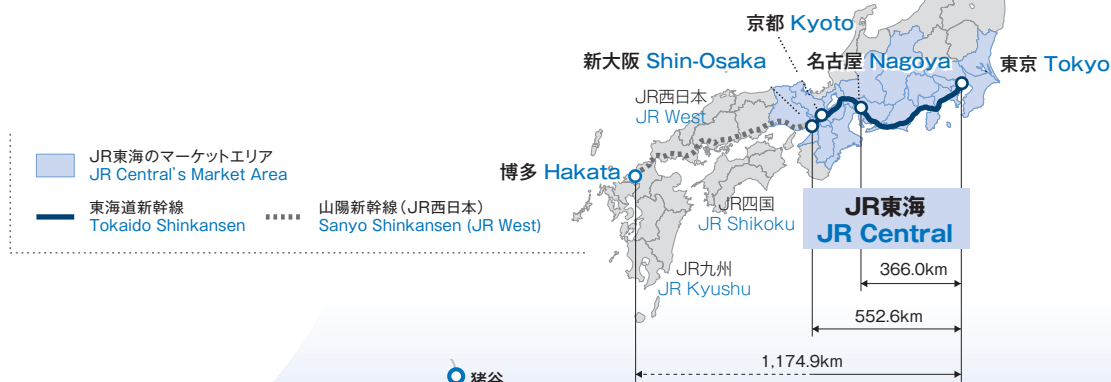 京都 Kyoto
新大阪 Shin-Osaka
名古屋 Nagoya
東京 Tokyo
JR西日本
JR West
JR東海のマーケットエリア
JR Central's Market Area
博多 Hakata
東海道新幹線
Tokaido Shinkansen
山陽新幹線（JR西日本）
Sanyo Shinkansen (JR West)
JR四国
JR Shikoku
JR東海
JR Central
JR九州
JR Kyushu
366.0km
552.6km
1,174.9km
猪谷